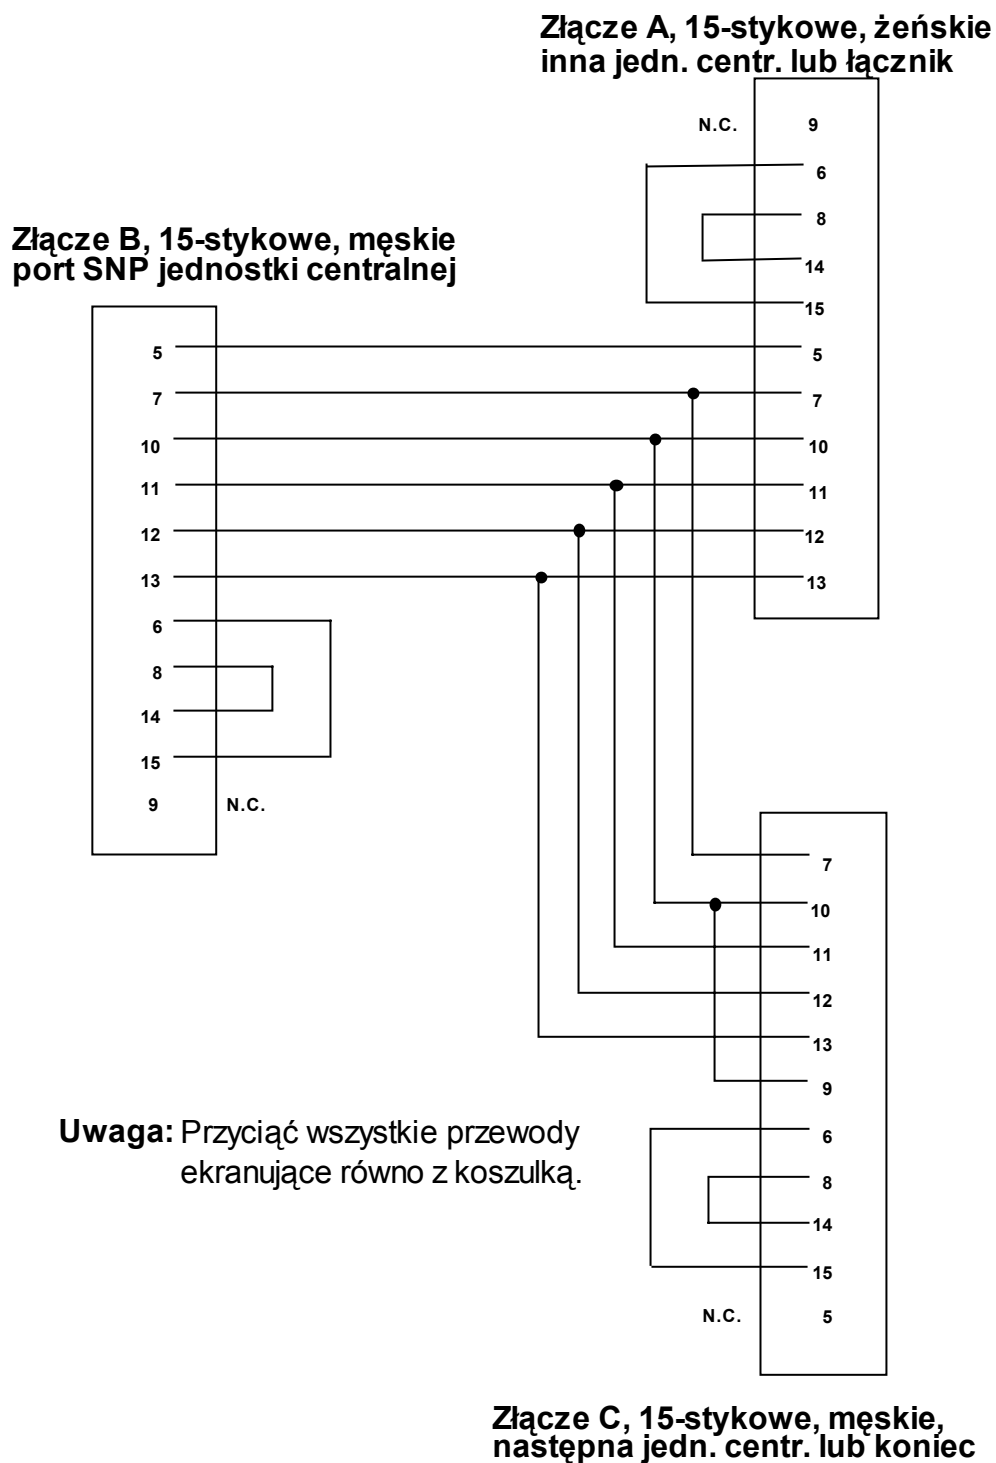 Złącze A, 15-stykowe, żeńskie
inna jedn. centr. lub łącznik
N.C. 9
6
8
14
15
5
7
10
11
12
13
Złącze B, 15-stykowe, męskie
port SNP jednostki centralnej
5
7
10
11
12
13
6
8
14
15
9 N.C.
7
10
11
12
13
9
6
8
14
15
N.C. 5
Uwaga: Przyciąć wszystkie przewody
ekranujące równo z koszulką.
Złącze C, 15-stykowe, męskie,
następna jedn. centr. lub koniec